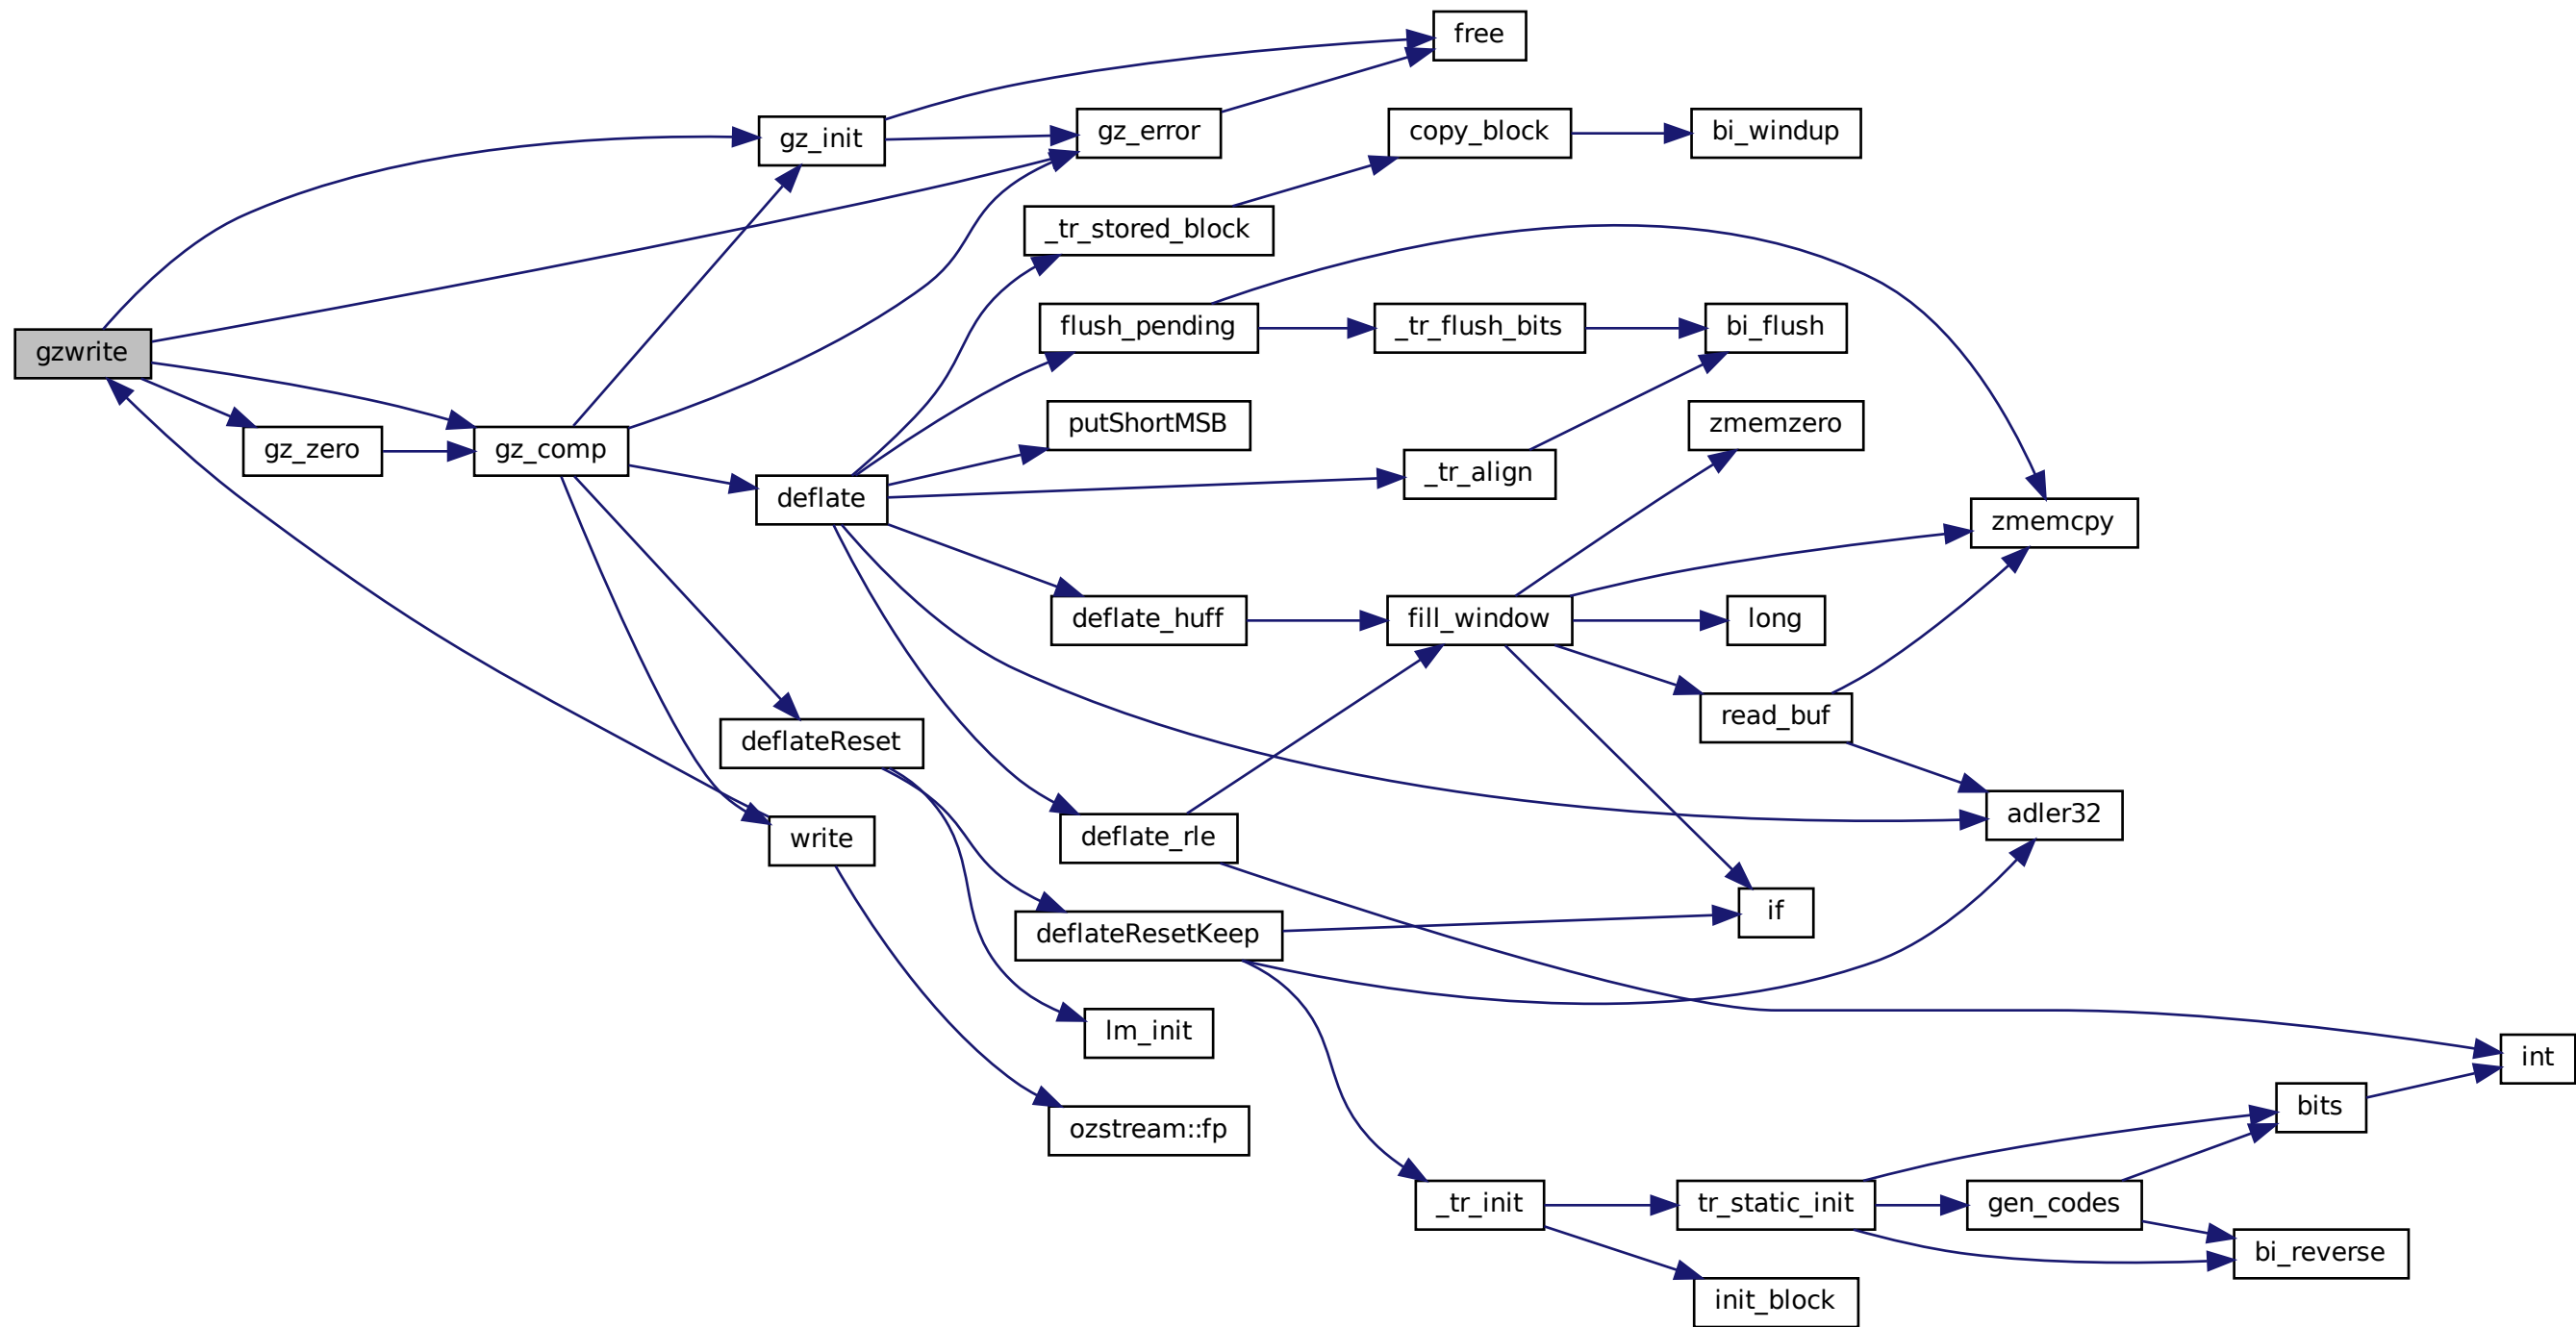 free
gz_init
gz_error
copy_block
bi_windup
_tr_stored_block
flush_pending
_tr_flush_bits
bi_flush
gzwrite
gz_zero
gz_comp
putShortMSB
zmemzero
deflate
_tr_align
zmemcpy
deflate_huff
fill_window
long
deflateReset
read_buf
write
deflate_rle
adler32
deflateResetKeep
if
lm_init
int
ozstream::fp
bits
_tr_init
tr_static_init
gen_codes
bi_reverse
init_block